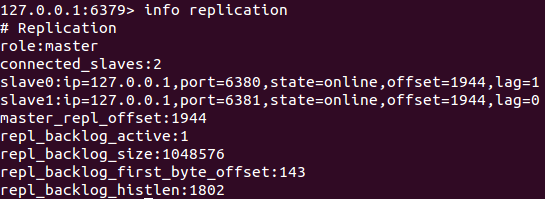 127.0.0.1:6379> info replication
# Replication
role:master
connected_slaves:2
slave0:ip=127.0.0.1,port=6380,state=online,offset=1944,lag=1
slave1:ip=127.0.0.1,port=6381,state=online,offset=1944,lag=0
master_repl_offset:1944
repl_backlog_active:1
repl_backlog_size:1048576
repl_backlog_first_byte_offset:143
repl_backlog_histlen:1802